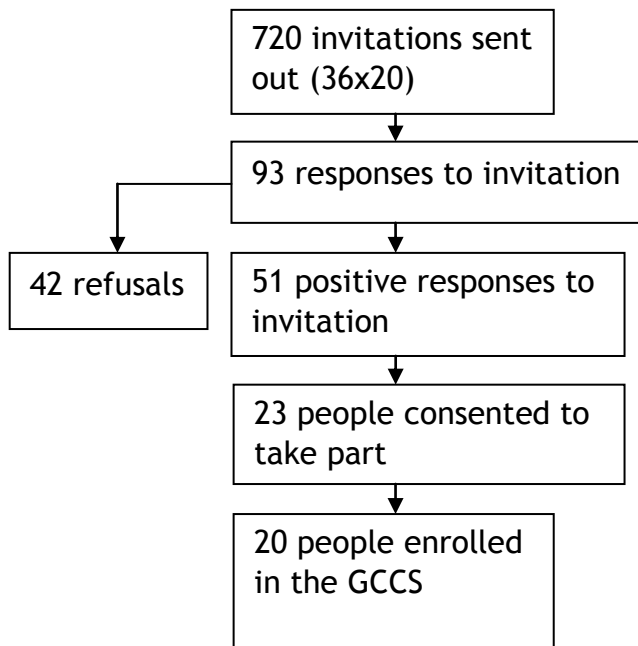 720 invitations sent
out (36x20)
93 responses to invitation
42 refusals
51 positive responses to
invitation
23 people consented to
take part
20 people enrolled
in the GCCS